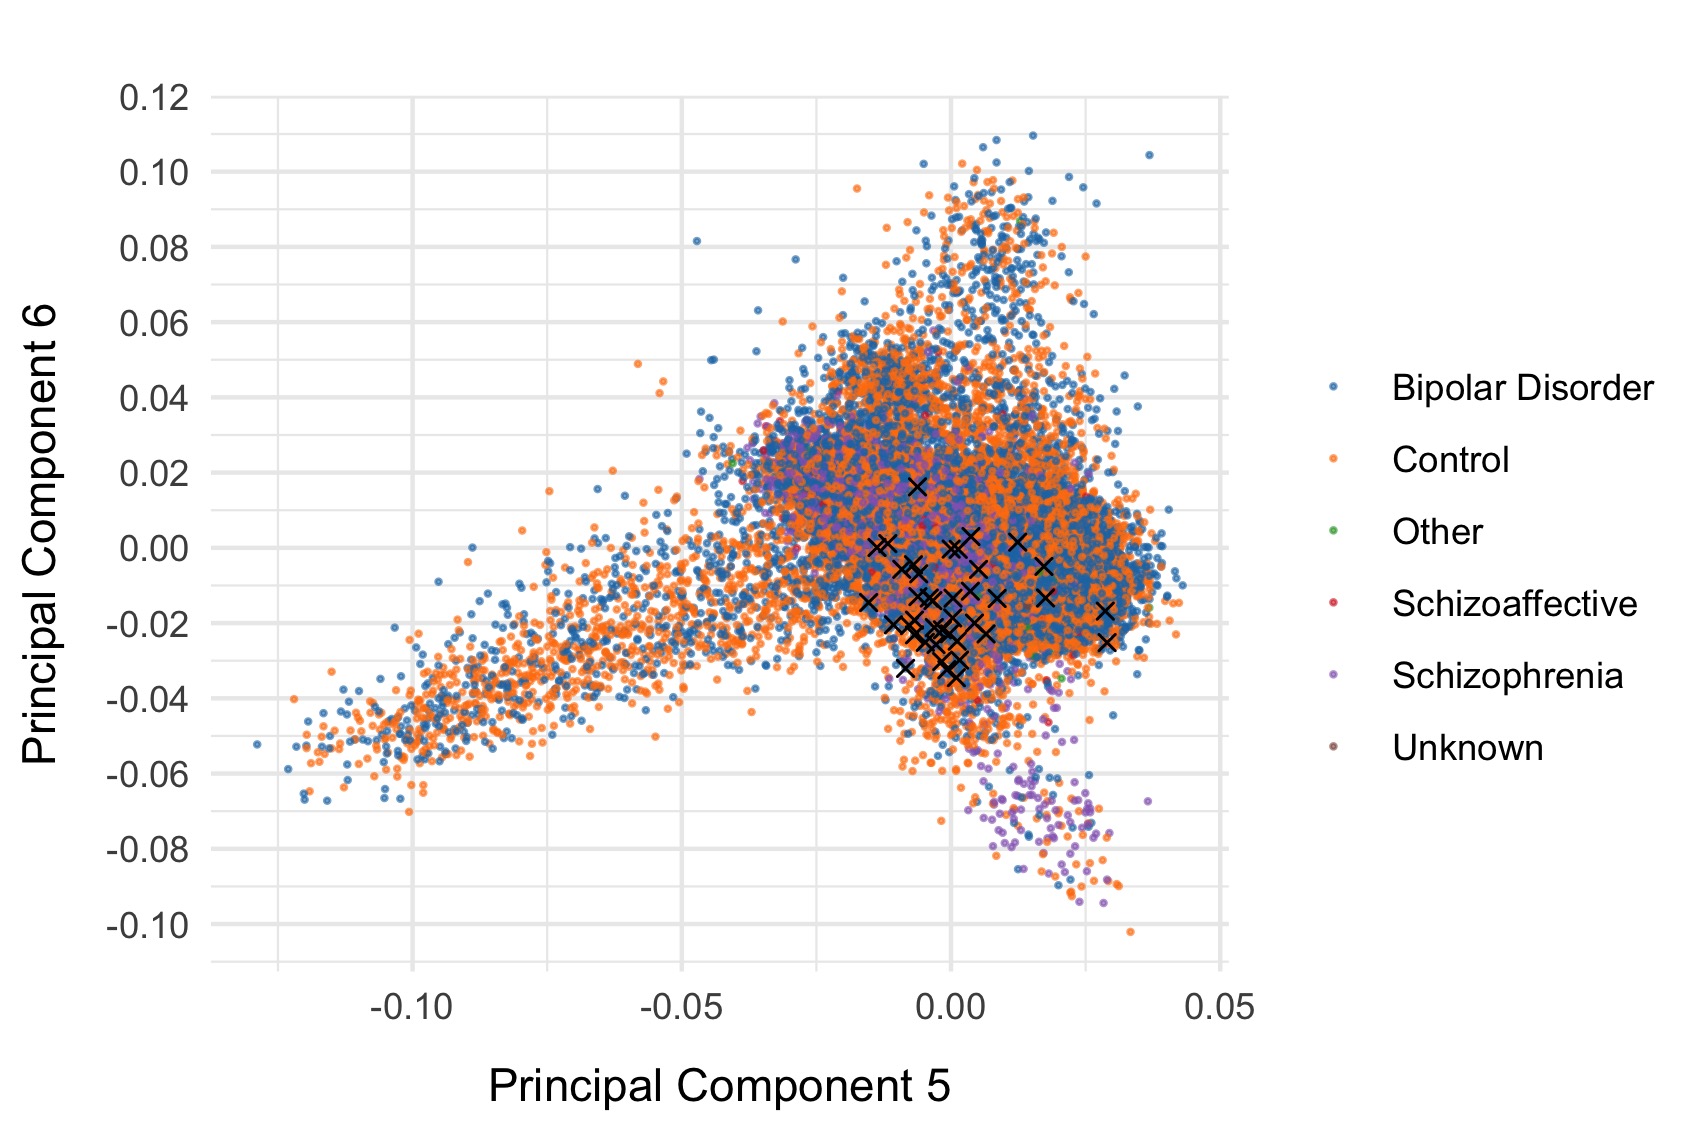 0.12
0.10
0.08
0.06
0.04
0.02
0.00
-0.02
-0.04
-0.06
-0.08
-0.10
Principal Component 6
-0.10
-0.05
0.00
0.05
Principal Component 5
Bipolar Disorder
Control
Other
Schizoaffective
Schizophrenia
Unknown